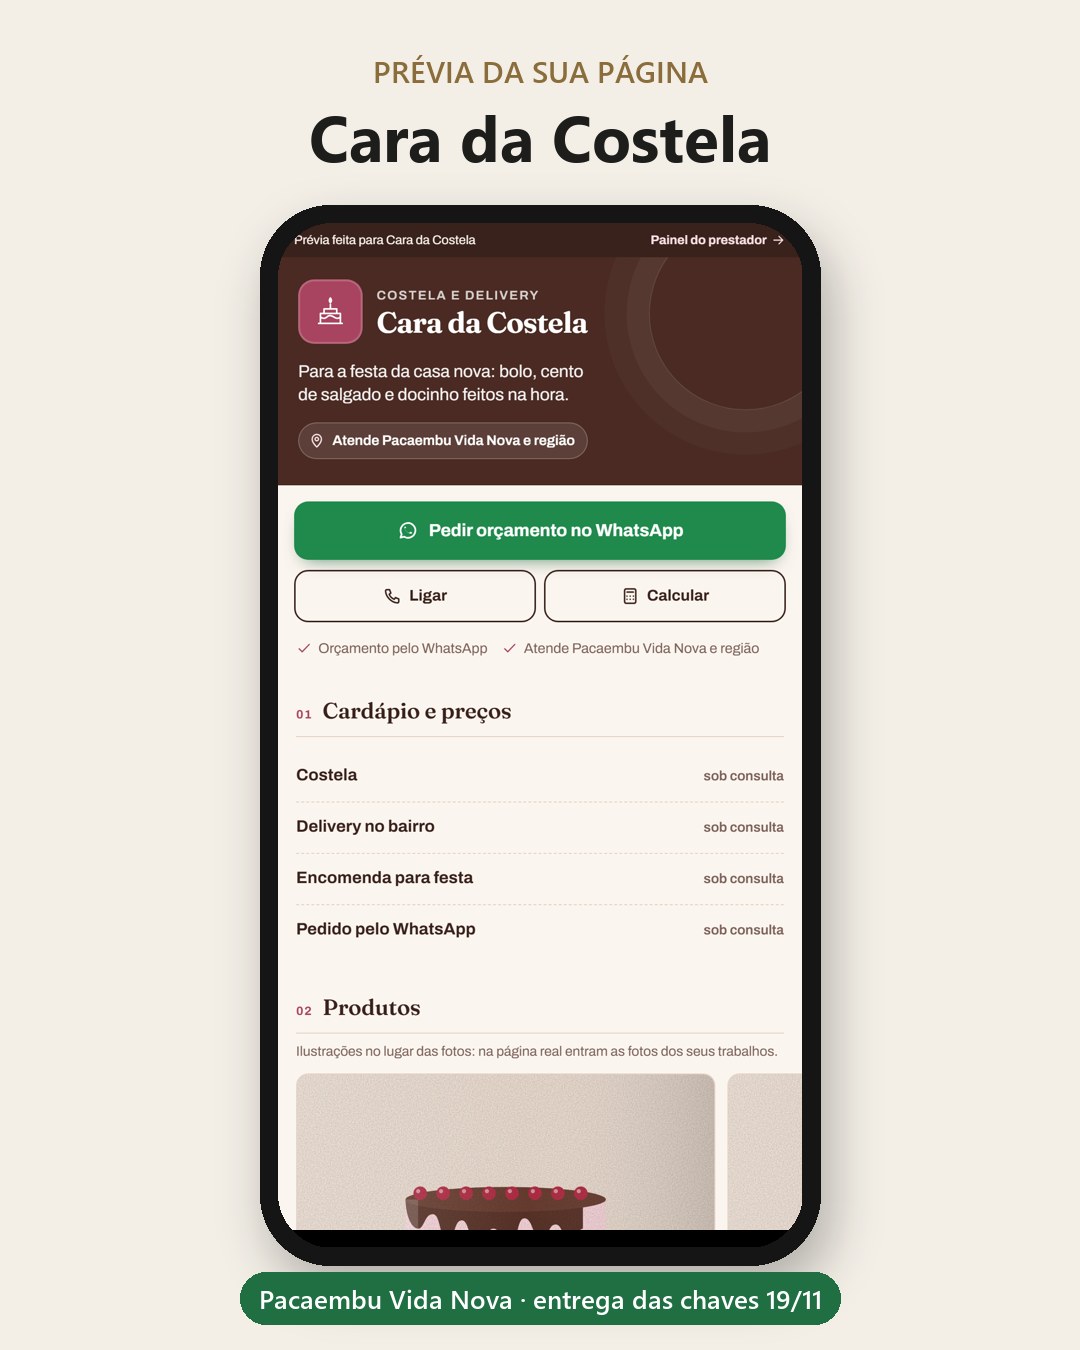 PRÉVIA DA SUA PÁGINA
Cara da Costela
Prévia feita para Cara da Costela
Painel do prestador →
COSTELA E DELIVERY
Cara da Costela
Para a festa da casa nova: bolo, cento
de salgado e docinho feitos na hora.
Atende Pacaembu Vida Nova e região
Pedir orçamento no WhatsApp
Ligar
Calcular
Orçamento pelo WhatsApp
Atende Pacaembu Vida Nova e região
01 Cardápio e preços
Costela sob consulta
Delivery no bairro sob consulta
Encomenda para festa sob consulta
Pedido pelo WhatsApp sob consulta
02 Produtos
Ilustrações no lugar das fotos: na página real entram as fotos dos seus trabalhos.
Pacaembu Vida Nova · entrega das chaves 19/11